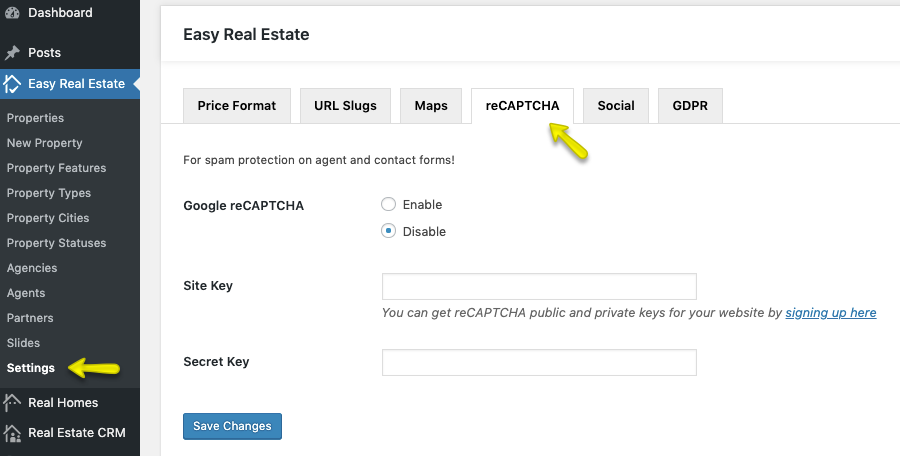 Dashboard
Posts
Easy Real Estate
Properties
New Property
Property Features
Property Types
Property Cities
Property Statuses
Agencies
Agents
Partners
Slides
Settings
Real Homes
Real Estate CRM
Easy Real Estate
Price Format URL Slugs Maps reCAPTCHA Social GDPR
For spam protection on agent and contact forms!
Google reCAPTCHA Enable
Disable
Site Key
You can get reCAPTCHA public and private keys for your website by signing up here
Secret Key
Save Changes